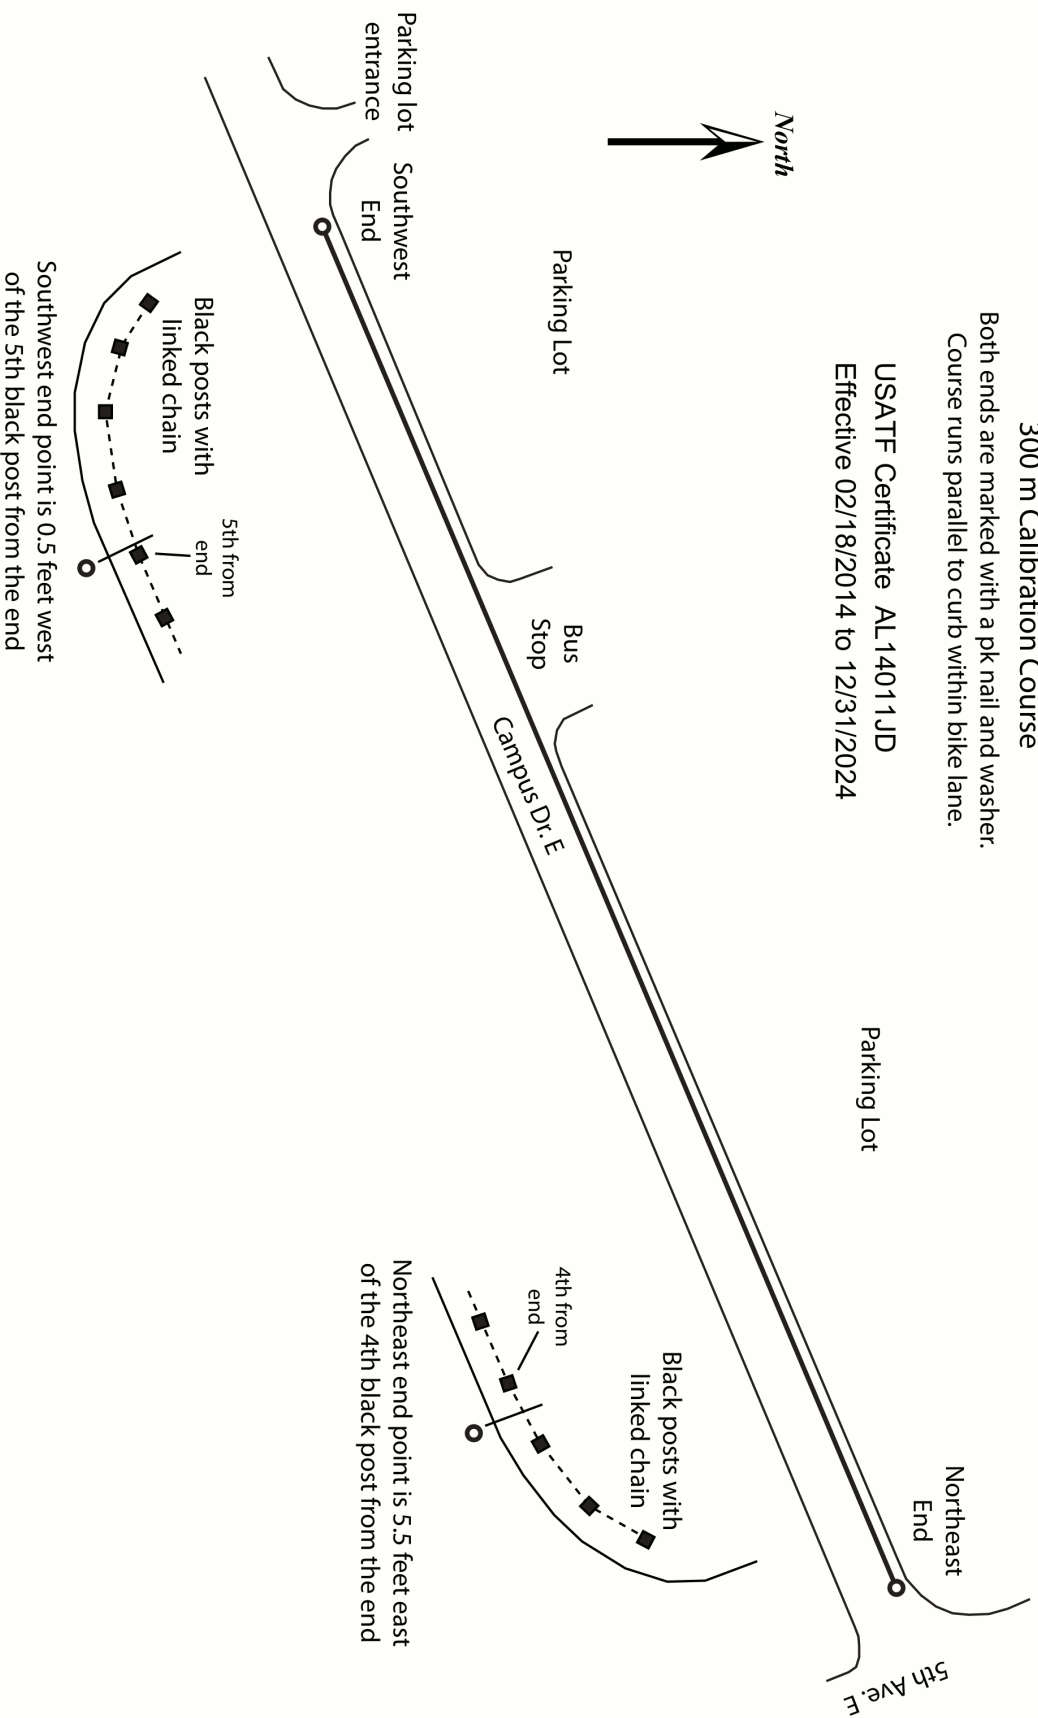 300 m Calibration Course
Both ends are marked with a pk nail and washer.
Course runs parallel to curb within bike lane.
USATF Certificate AL14011JD
Effective 02/18/2014 to 12/31/2024
North
Parking lot
entrance
Southwest
End
Parking Lot
Bus
Stop
Campus Dr. E
Parking Lot
Northeast
End
5th Ave. E
Black posts with
linked chain
5th from
end
Southwest end point is 0.5 feet west
of the 5th black post from the end
Black posts with
linked chain
4th from
end
Northeast end point is 5.5 feet east
of the 4th black post from the end